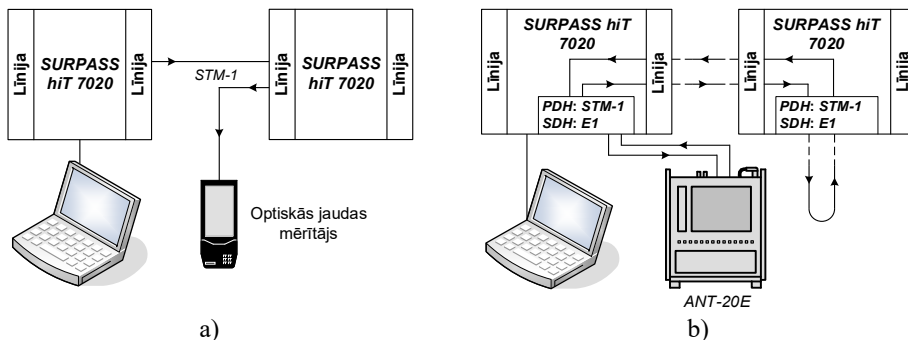 Līnija
SURPASS
hiT 7020
Līnija
STM-1
Līnija
SURPASS
hiT 7020
Līnija
Optiskās jaudas
mērītājs
a)
Līnija
SURPASS hiT
7020
Līnija
PDH: STM-1
SDH: E1
Līnija
SURPASS hiT
7020
Līnija
PDH: STM-1
SDH: E1
ANT-20E
b)